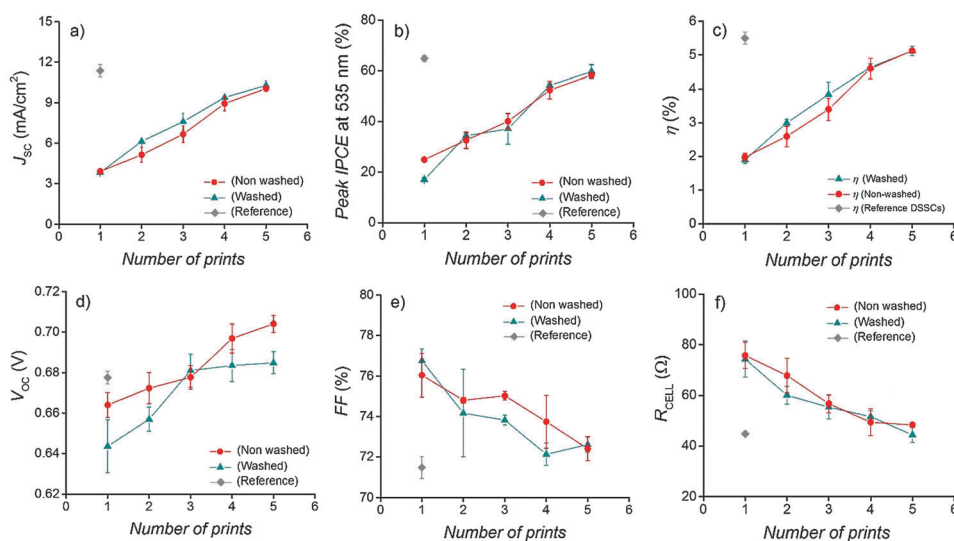 a)
15
12
9
6
3
0
J_SC (mA/cm²)
(Non washed)
(Washed)
(Reference)
0 1 2 3 4 5 6
Number of prints
b)
80
60
40
20
0
Peak IPCE at 535 nm (%)
(Non washed)
(Washed)
(Reference)
0 1 2 3 4 5 6
Number of prints
c)
6
5
4
3
2
1
0
η (%)
η (Washed)
η (Non-washed)
η (Reference DSSCs)
0 1 2 3 4 5 6
Number of prints
d)
0.72
0.70
0.68
0.66
0.64
0.62
V_OC (V)
(Non washed)
(Washed)
(Reference)
0 1 2 3 4 5 6
Number of prints
e)
80
78
76
74
72
70
FF (%)
(Non washed)
(Washed)
(Reference)
0 1 2 3 4 5 6
Number of prints
f)
100
80
60
40
20
R_CELL (Ω)
(Non washed)
(Washed)
(Reference)
0 1 2 3 4 5 6
Number of prints